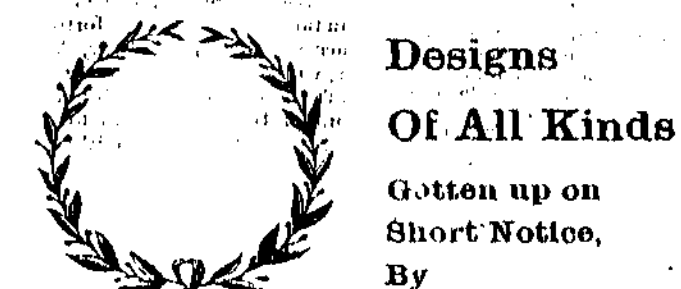 Designs
Of All Kinds
Gotten up on
Short Notice,
By